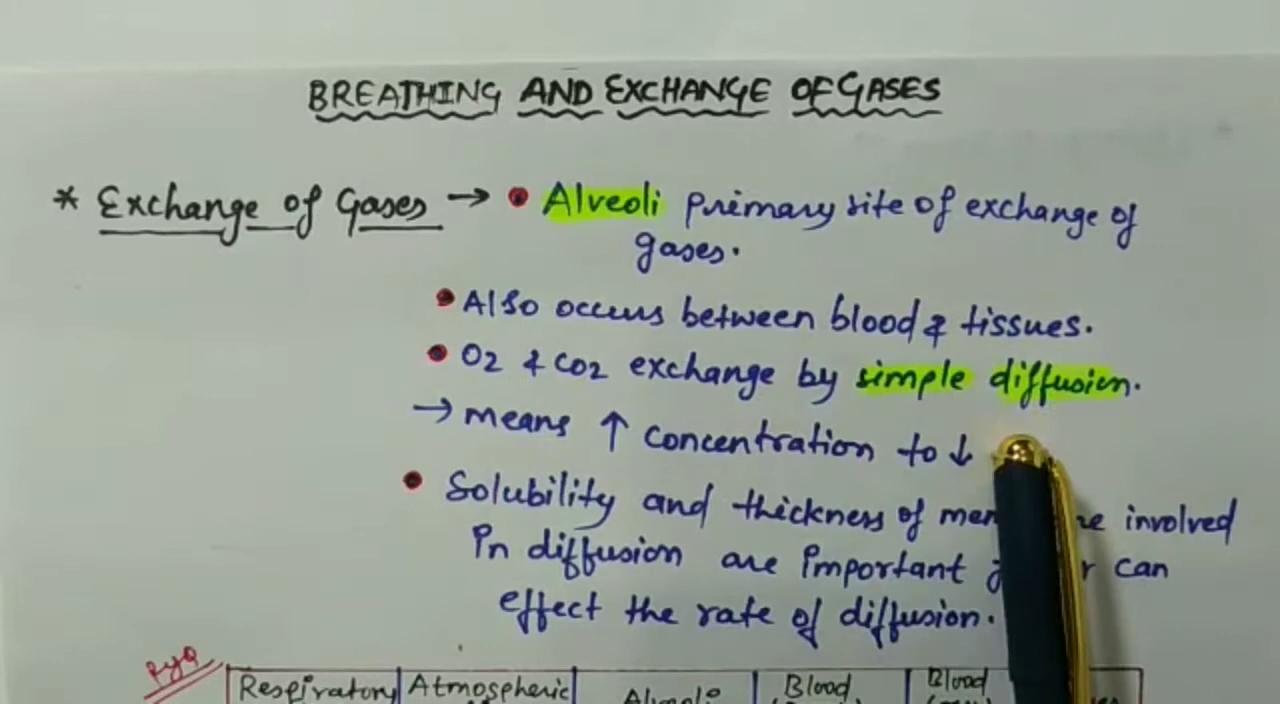 BREATHING AND EXCHANGE OF GASES
* Exchange of Gases → • Alveoli primary site of exchange of
gases.
• Also occurs between blood & tissues.
• O2 & CO2 exchange by simple diffusion.
→ means ↑ concentration to ↓
• Solubility and thickness of involved
in diffusion are important can
effect the rate of diffusion.
PYQ
Respiratory Atmospheric Alveoli Blood Blood